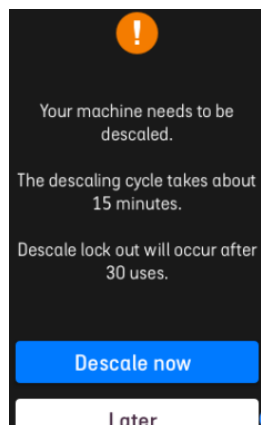 !
Your machine needs to be
descaled.
The descaling cycle takes about
15 minutes.
Descale lock out will occur after
30 uses.
Descale now
Later